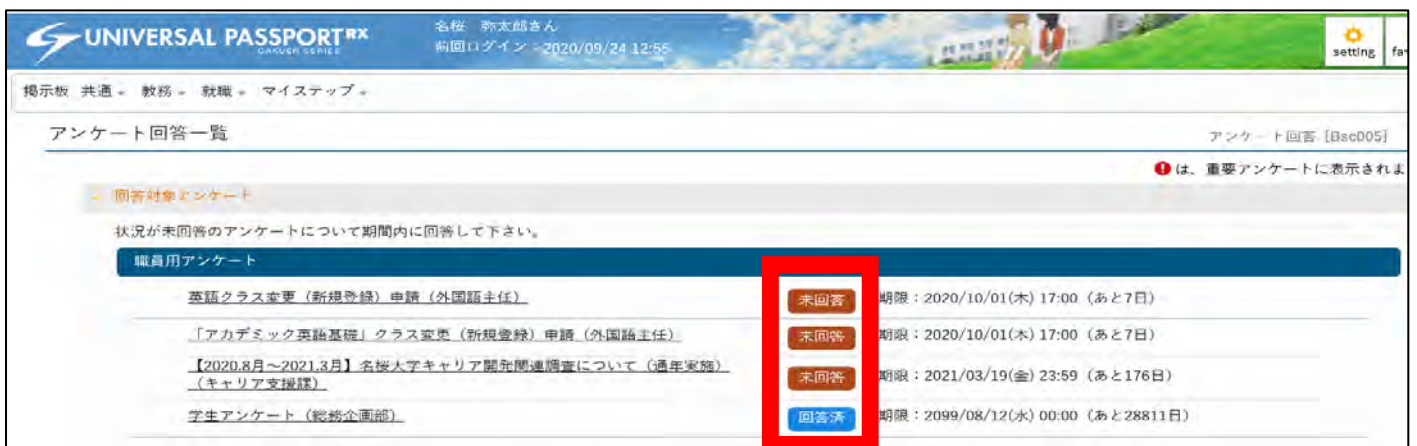 UNIVERSAL PASSPORT RX
GAKUEN SERIES
名桜 弥太郎さん
前回ログイン：2020/09/24 12:55
setting
掲示板 共通 教務 就職 マイステップ
アンケート回答一覧
アンケート回答 [Bsc005]
は、重要アンケートに表示されま
回答対象アンケート
状況が未回答のアンケートについて期間内に回答して下さい。
職員用アンケート
英語クラス変更（新規登録）申請（外国語主任） 未回答 期限：2020/10/01(木) 17:00（あと7日）
「アカデミック英語基礎」クラス変更（新規登録）申請（外国語主任） 未回答 期限：2020/10/01(木) 17:00（あと7日）
【2020.8月～2021.3月】名桜大学キャリア開発関連調査について（通年実施）
（キャリア支援課） 未回答 期限：2021/03/19(金) 23:59（あと176日）
学生アンケート（総務企画部） 回答済 期限：2099/08/12(水) 00:00（あと28811日）